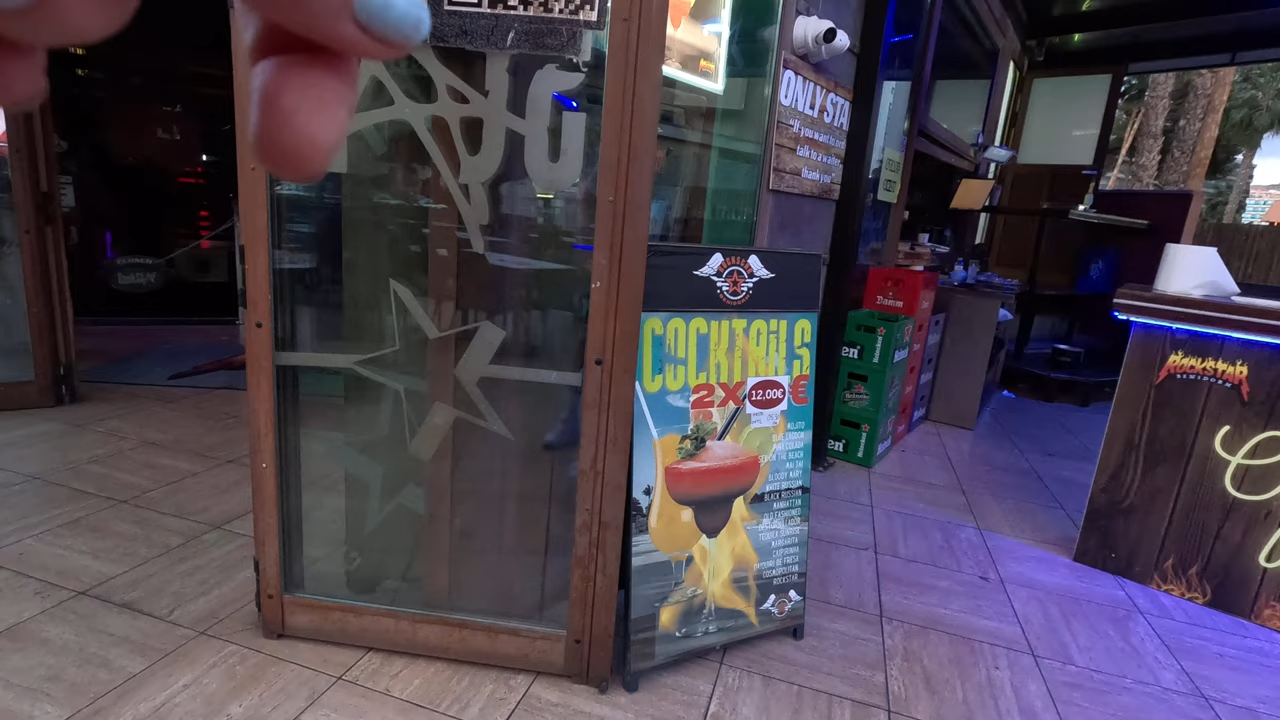 ONLY STA
"If you want to
talk to a waiter
thank you"
ROCKSTAR
BENIDORM
COCKTAILS
2X 12,00€ €
MOJITO
BLUE LAGOON
PIÑA COLADA
SEX ON THE BEACH
MAI TAI
BLOODY MARY
WHITE RUSSIAN
BLACK RUSSIAN
MANHATTAN
OLD FASHIONED
DESTORNILLADOR
TEQUILA SUNRISE
MARGARITA
CAIPIRINHA
DAIQUIRI DE FRESA
COSMOPOLITAN
ROCKSTAR
Damm
Heineken
ROCKSTAR
BENIDORM